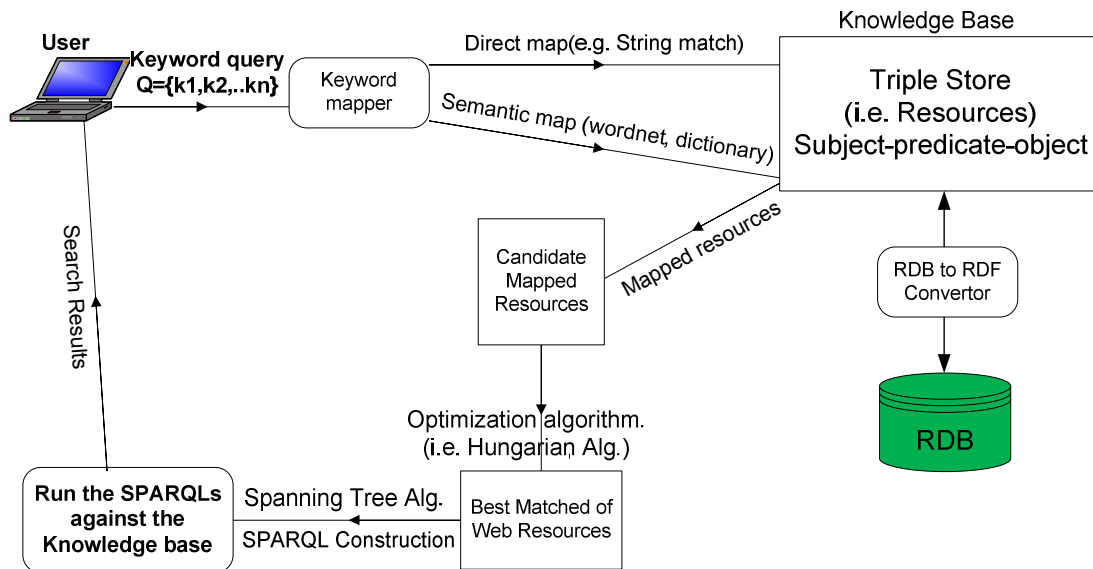 User
Keyword query
Q={k1,k2,..kn}
Keyword
mapper
Direct map(e.g. String match)
Semantic map (wordnet, dictionary)
Knowledge Base
Triple Store
(i.e. Resources)
Subject-predicate-object
Mapped resources
Candidate
Mapped
Resources
RDB to RDF
Convertor
RDB
Search Results
Optimization algorithm.
(i.e. Hungarian Alg.)
Best Matched of
Web Resources
Spanning Tree Alg.
SPARQL Construction
Run the SPARQLs
against the
Knowledge base